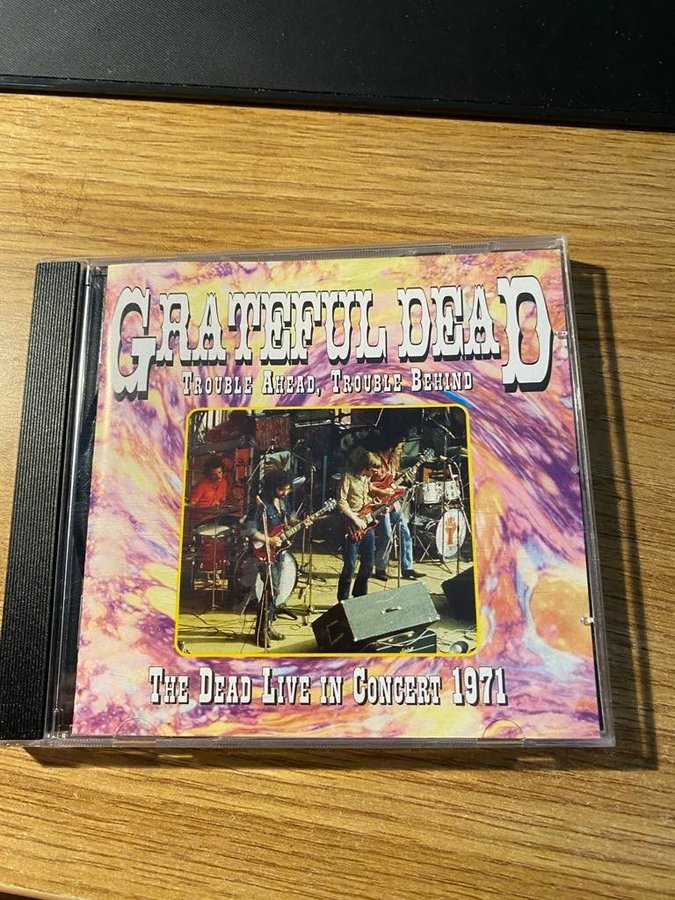 GRATEFUL DEAD
TROUBLE AHEAD, TROUBLE BEHIND
THE DEAD LIVE IN CONCERT 1971